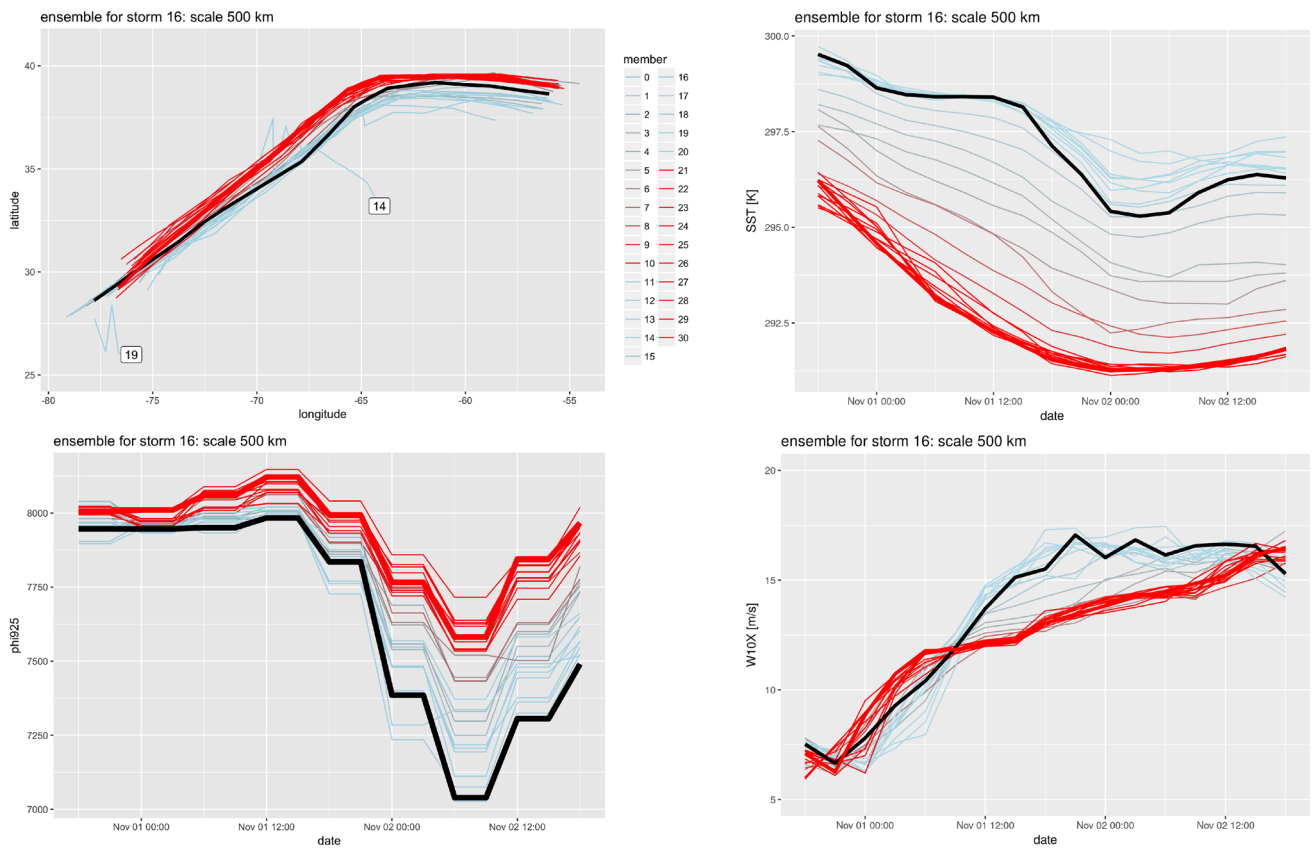 ensemble for storm 16: scale 500 km
40
35
30
25
latitude
-80 -75 -70 -65 -60 -55
longitude
14
19
member
0 16
1 17
2 18
3 19
4 20
5 21
6 22
7 23
8 24
9 25
10 26
11 27
12 28
13 29
14 30
15
ensemble for storm 16: scale 500 km
300.0
297.5
295.0
292.5
SST [K]
Nov 01 00:00 Nov 01 12:00 Nov 02 00:00 Nov 02 12:00
date
ensemble for storm 16: scale 500 km
8000
7750
7500
7250
7000
phi925
Nov 01 00:00 Nov 01 12:00 Nov 02 00:00 Nov 02 12:00
date
ensemble for storm 16: scale 500 km
20
15
10
5
W10X [m/s]
Nov 01 00:00 Nov 01 12:00 Nov 02 00:00 Nov 02 12:00
date